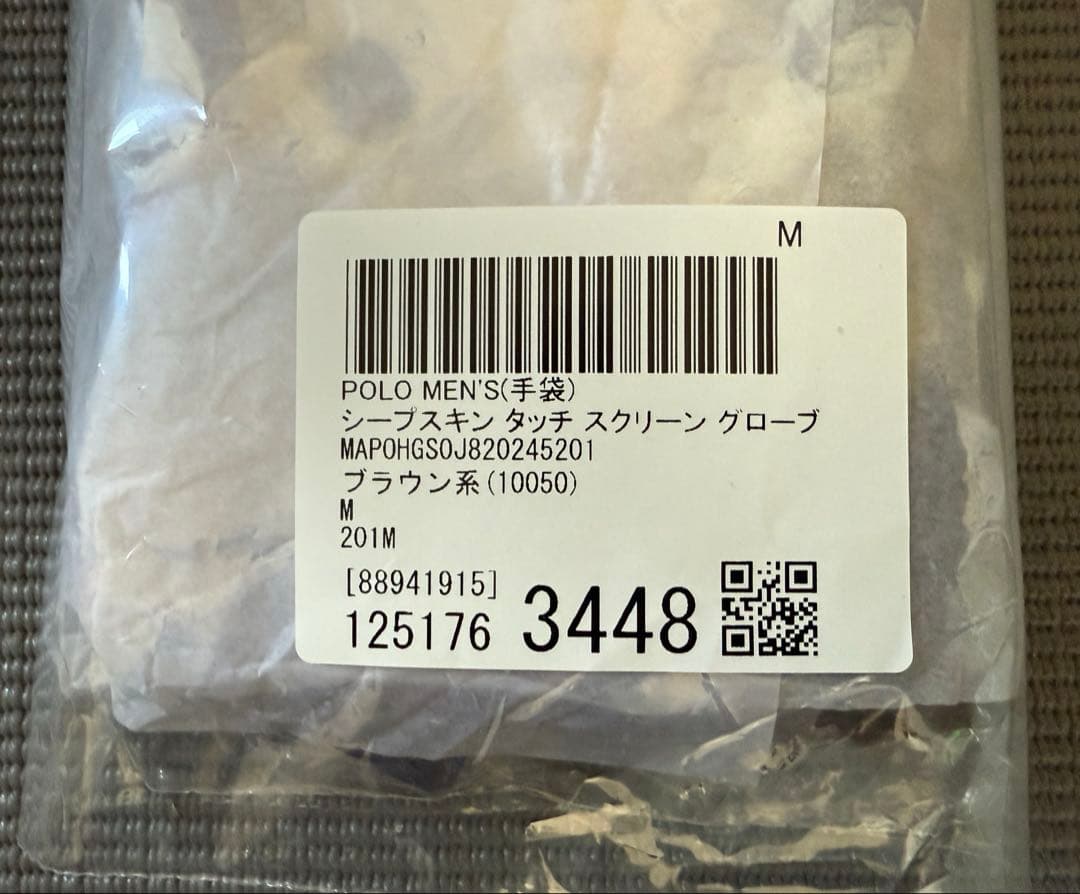 M
POLO MEN'S(手袋)
シープスキン タッチ スクリーン グローブ
MAPOHGS0J820245201
ブラウン系(10050)
M
201M
[88941915]
125176 3448